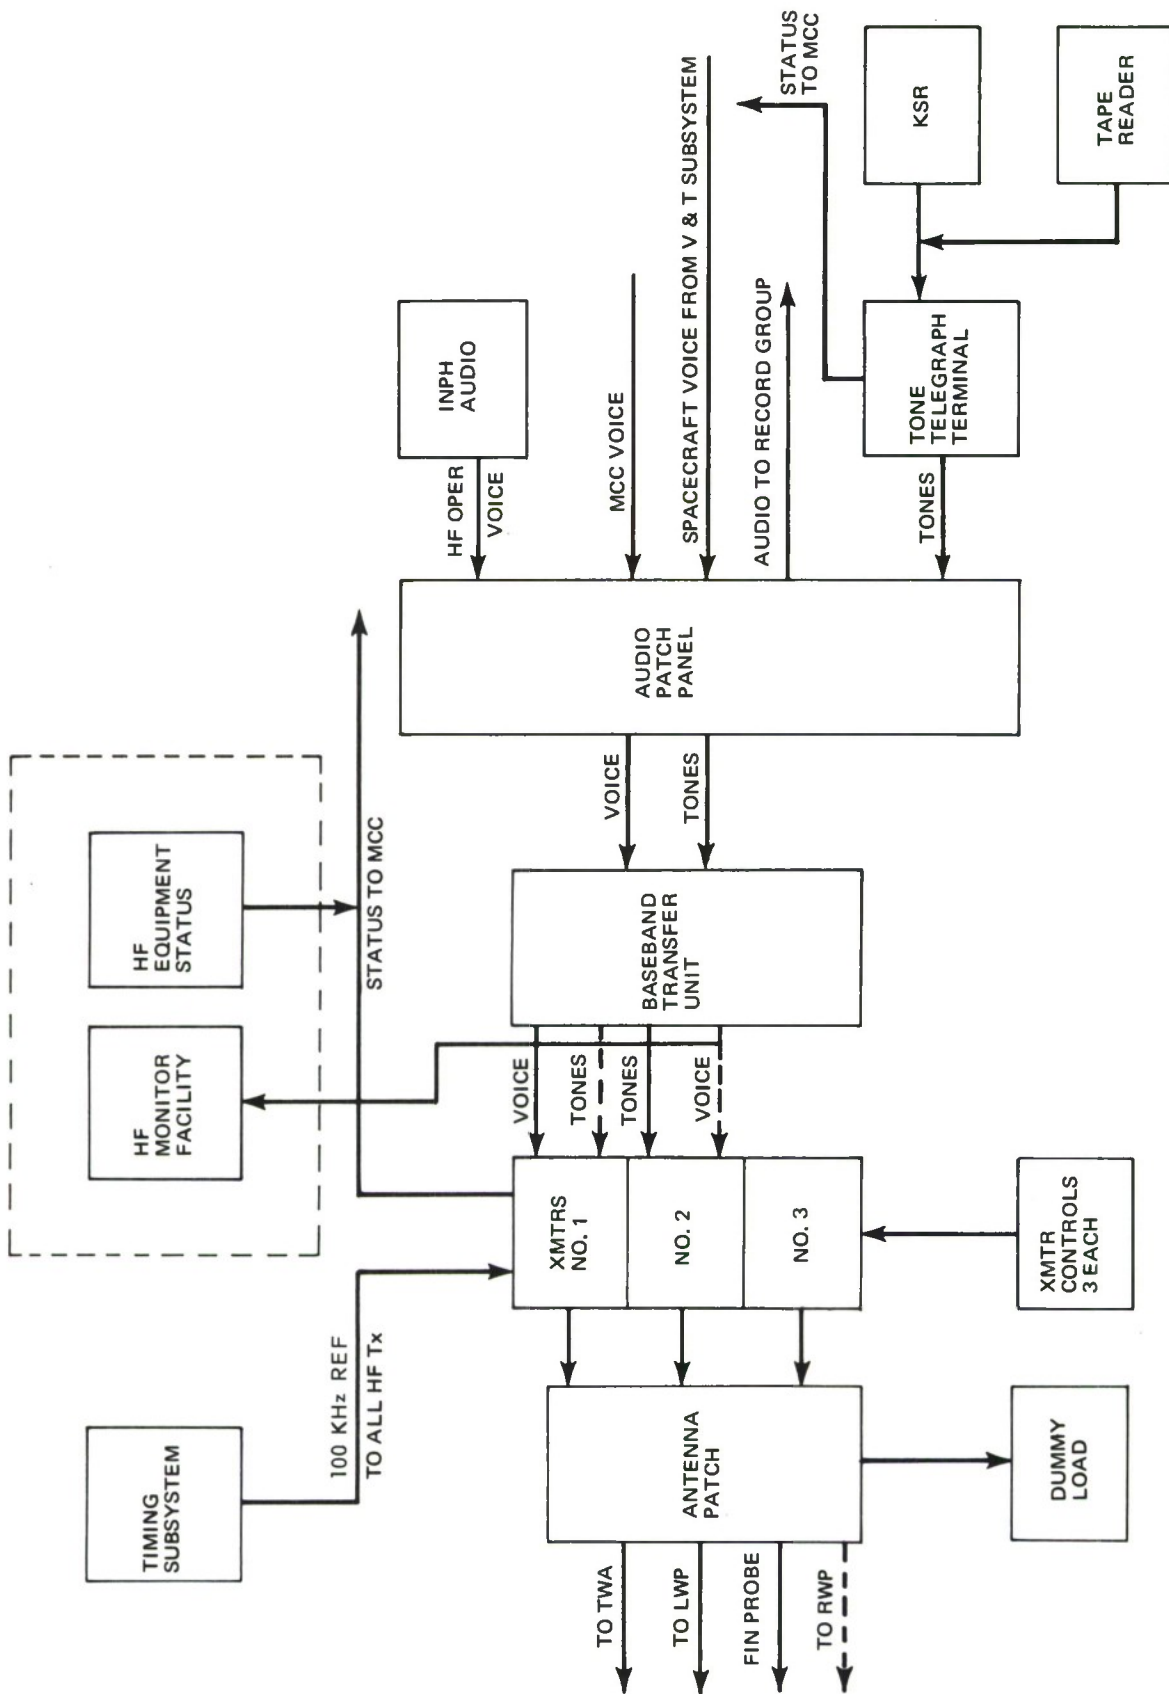 TIMING
SUBSYSTEM
100 KHz REF
TO ALL HF Tx
HF
MONITOR
FACILITY
HF
EQUIPMENT
STATUS
STATUS TO MCC
TO TWA
TO LWP
FIN PROBE
TO RWP
ANTENNA
PATCH
DUMMY
LOAD
XMTRS
NO. 1
NO. 2
NO. 3
XMTR
CONTROLS
3 EACH
VOICE
TONES
TONES
VOICE
BASEBAND
TRANSFER
UNIT
VOICE
TONES
AUDIO
PATCH
PANEL
HF OPER
VOICE
INPH
AUDIO
MCC VOICE
SPACECRAFT VOICE FROM V & T SUBSYSTEM
AUDIO TO RECORD GROUP
TONES
TONE
TELEGRAPH
TERMINAL
STATUS
TO MCC
KSR
TAPE
READER